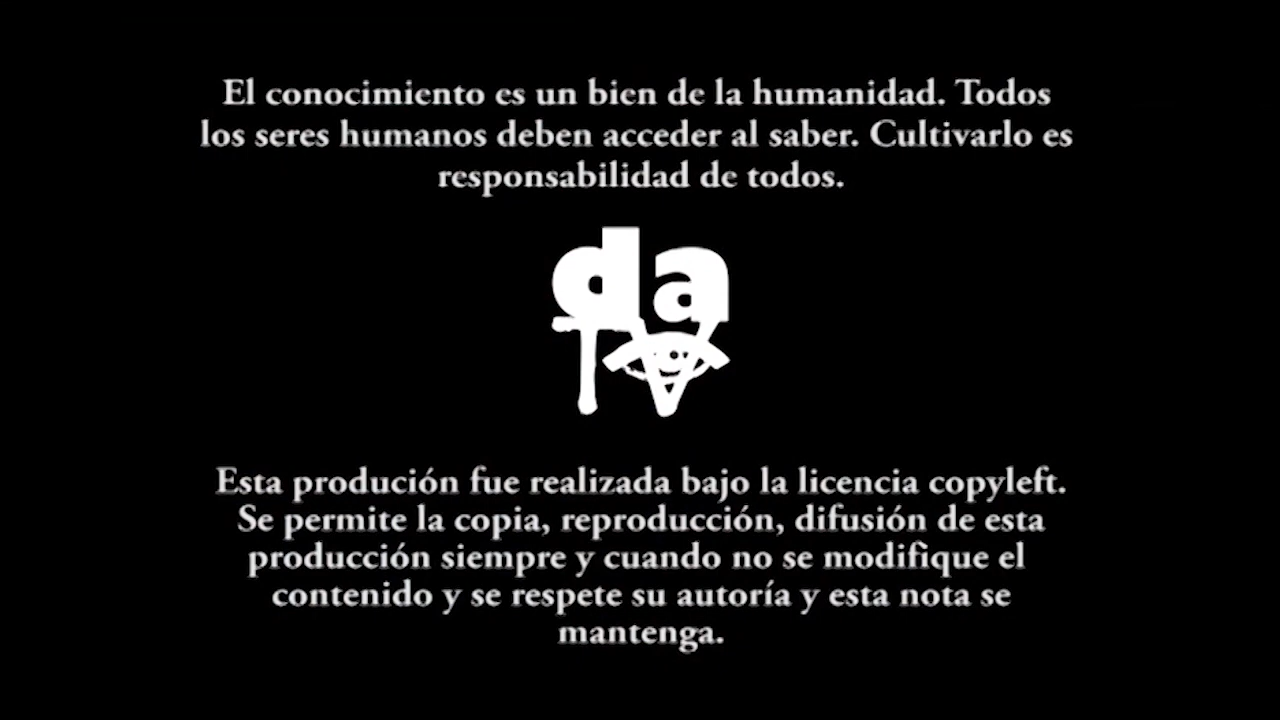 El conocimiento es un bien de la humanidad. Todos
los seres humanos deben acceder al saber. Cultivarlo es
responsabilidad de todos.
da
TV
Esta produción fue realizada bajo la licencia copyleft.
Se permite la copia, reproducción, difusión de esta
producción siempre y cuando no se modifique el
contenido y se respete su autoría y esta nota se
mantenga.